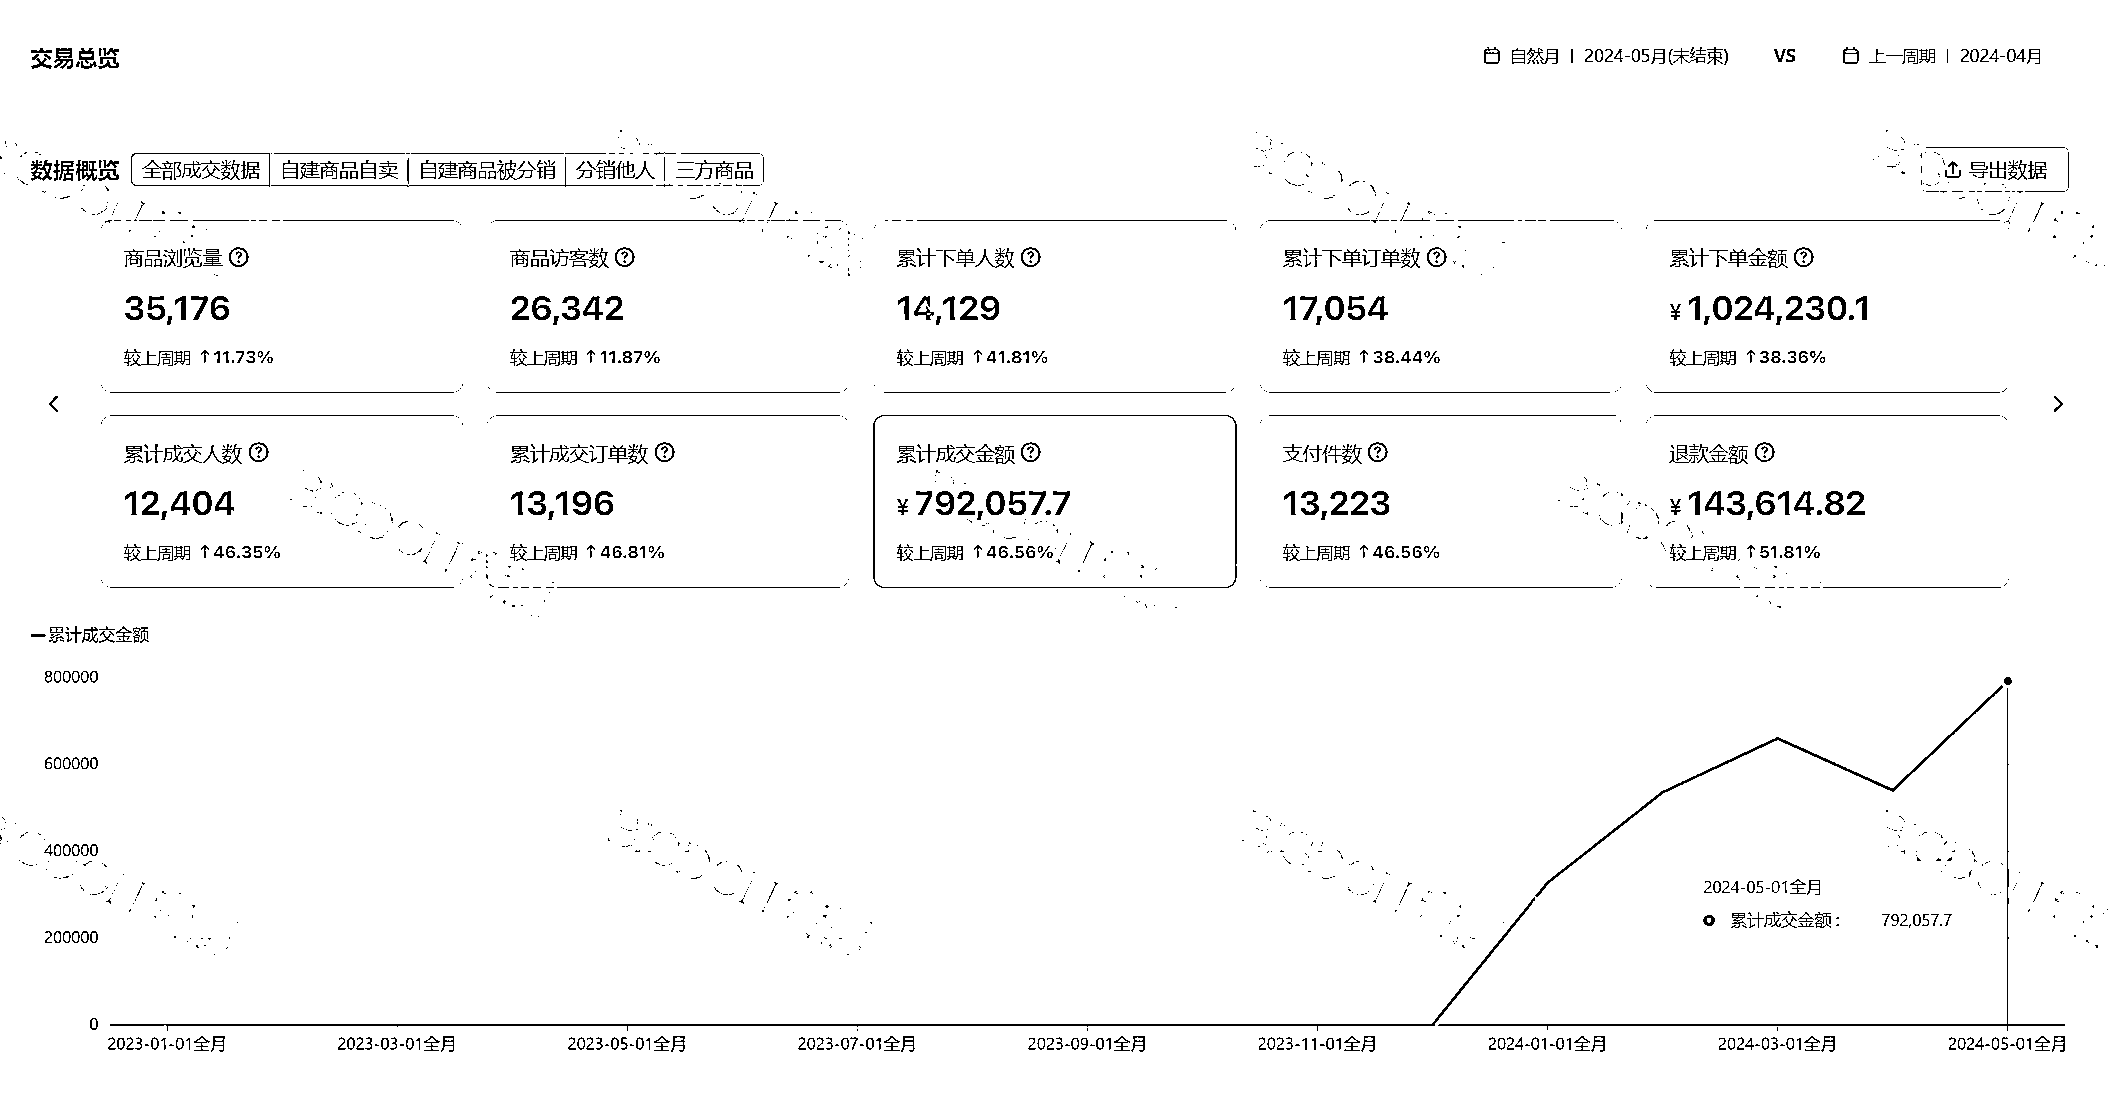 交易总览
自然月 | 2024-05月(未结束) VS 上一周期 | 2024-04月
数据概览 全部成交数据 自建商品自卖 自建商品被分销 分销他人 三方商品 导出数据
商品浏览量 商品访客数 累计下单人数 累计下单订单数 累计下单金额
35,176 26,342 14,129 17,054 ¥1,024,230.1
较上周期 ↑11.73% 较上周期 ↑11.87% 较上周期 ↑41.81% 较上周期 ↑38.44% 较上周期 ↑38.36%
累计成交人数 累计成交订单数 累计成交金额 支付件数 退款金额
12,404 13,196 ¥792,057.7 13,223 ¥143,614.82
较上周期 ↑46.35% 较上周期 ↑46.81% 较上周期 ↑46.56% 较上周期 ↑46.56% 较上周期 ↑51.81%
累计成交金额
800000
600000
400000
2024-05-01全月
累计成交金额: 792,057.7
200000
0
2023-01-01全月 2023-03-01全月 2023-05-01全月 2023-07-01全月 2023-09-01全月 2023-11-01全月 2024-01-01全月 2024-03-01全月 2024-05-01全月